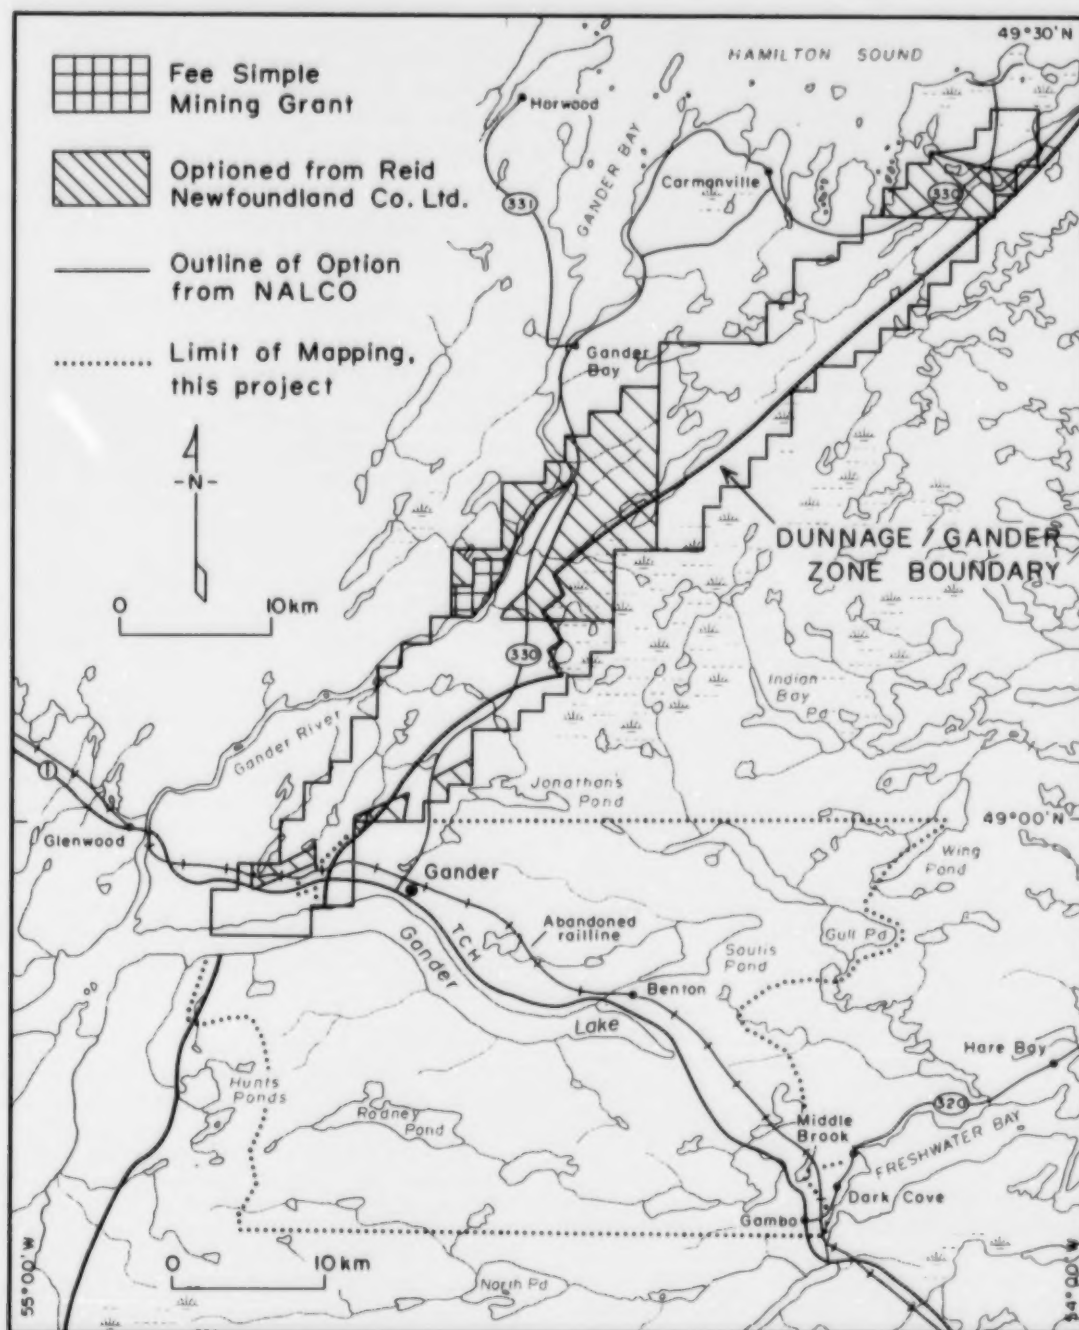 49°30'N
HAMILTON SOUND
Fee Simple
Mining Grant
Horwood
Optioned from Reid
Newfoundland Co. Ltd.
331
GANDER BAY
Carmanville
330
Outline of Option
from NALCO
Limit of Mapping,
this project
Gander
Bay
-N-
DUNNAGE / GANDER
ZONE BOUNDARY
0 10km
330
Indian
Bay
Pd
Gander River
1
Jonathan's
Pond
49°00'N
Glenwood
Wing
Pond
Gander
Abandoned
railline
Gull Pd
TCH
Gander
Soulis
Pond
Benton
Lake
Hare Bay
Hunts
Ponds
Rodney
Pond
320
Middle
Brook
FRESHWATER BAY
Dark Cove
Gambo
55°00'W
0 10km
North Pd
54°00'W